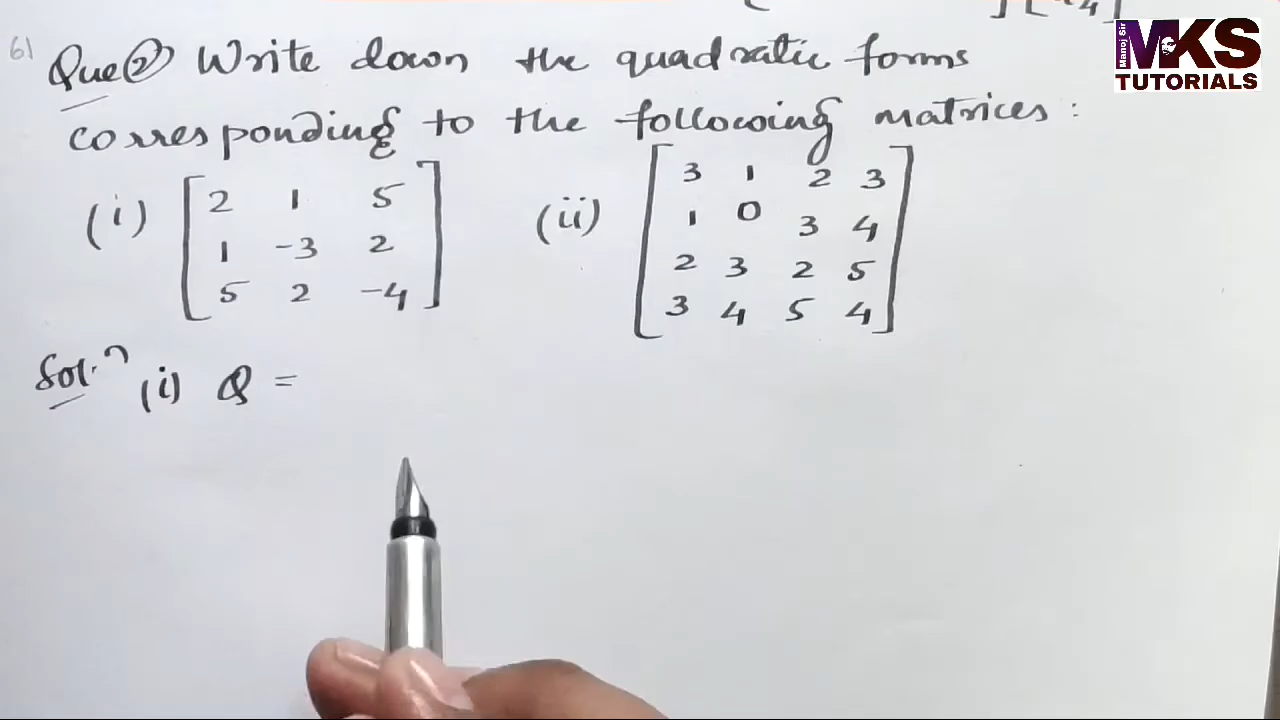 61
Que(2) Write down the quadratic forms
corresponding to the following matrices :
(i) [ 2 1 5
1 -3 2
5 2 -4 ]
(ii) [ 3 1 2 3
1 0 3 4
2 3 2 5
3 4 5 4 ]
Sol.n (i) Q =
Manoj Sir
MKS
TUTORIALS